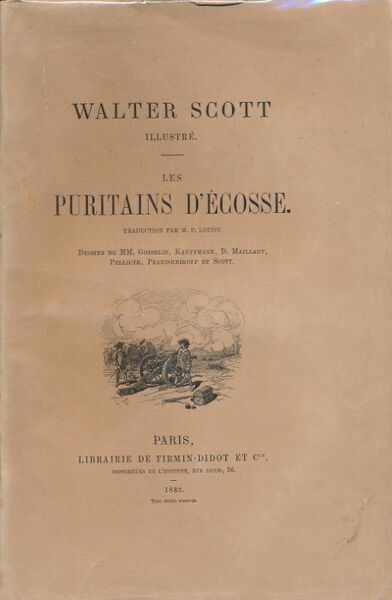 WALTER SCOTT
ILLUSTRÉ.
LES
PURITAINS D'ÉCOSSE.
TRADUCTION PAR M. P. LOUISY.
DESSINS DE MM. GOSSELIN, KAUFFMANN, D. MAILLART,
PELLICER, PRANISHNIKOFF ET SCOTT.
PARIS,
LIBRAIRIE DE FIRMIN-DIDOT ET Cie,
IMPRIMEURS DE L'INSTITUT, RUE JACOB, 56.
1882.
Tous droits réservés.